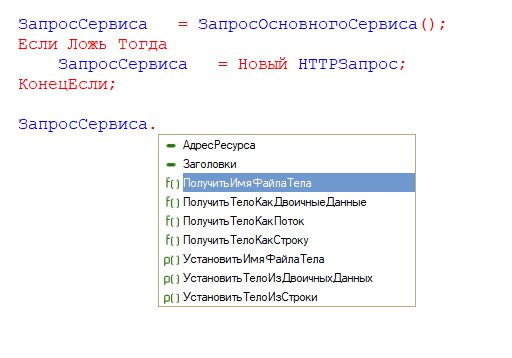 ЗапросСервиса = ЗапросОсновногоСервиса();
Если Ложь Тогда
ЗапросСервиса = Новый HTTPЗапрос;
КонецЕсли;
ЗапросСервиса.
АдресРесурса
Заголовки
f() ПолучитьИмяФайлаТела
f() ПолучитьТелоКакДвоичныеДанные
f() ПолучитьТелоКакПоток
f() ПолучитьТелоКакСтроку
p() УстановитьИмяФайлаТела
p() УстановитьТелоИзДвоичныхДанных
p() УстановитьТелоИзСтроки